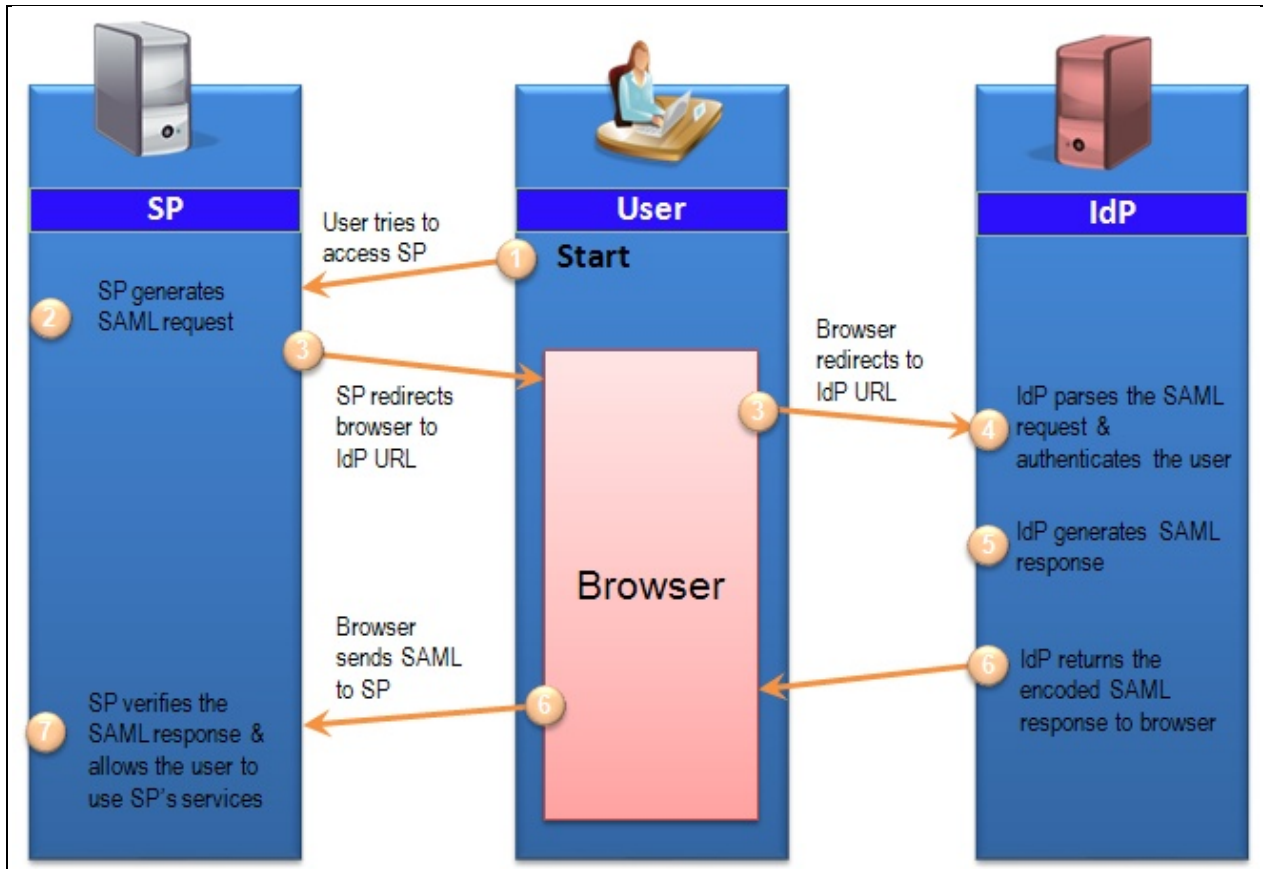 SP
User
IdP
User tries to
access SP
1
Start
2
SP generates
SAML request
3
SP redirects
browser to
IdP URL
Browser
redirects to
IdP URL
3
4
IdP parses the SAML
request &
authenticates the user
5
IdP generates SAML
response
Browser
6
IdP returns the
encoded SAML
response to browser
Browser
sends SAML
to SP
6
7
SP verifies the
SAML response &
allows the user to
use SP's services